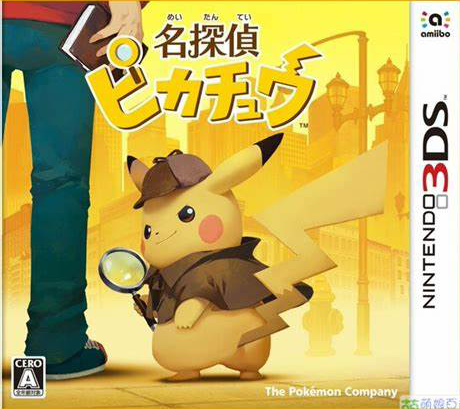 めい たん てい
名探偵
ピカチュウ
TM
amiibo
NINTENDO 3DS
TM
CERO
A
The Pokémon Company